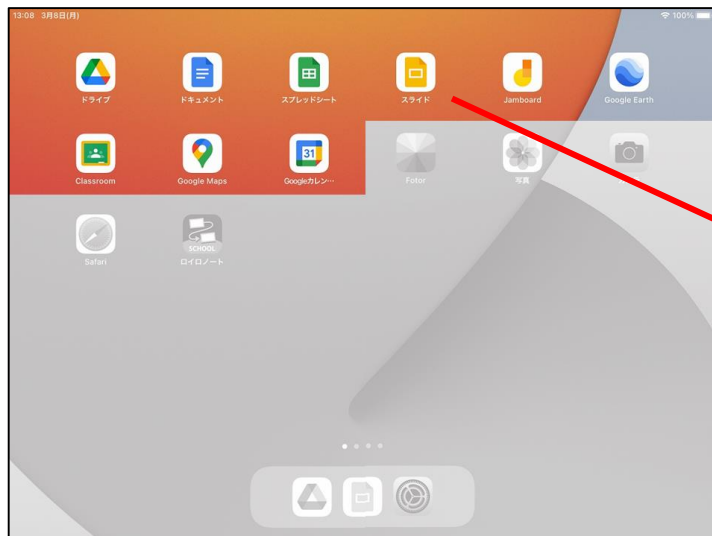 13:08 3月8日(月)
100%
ドライブ
ドキュメント
スプレッドシート
スライド
Jamboard
Google Earth
Classroom
Google Maps
31
Googleカレン…
Fotor
写真
Safari
SCHOOL
ロイロノート